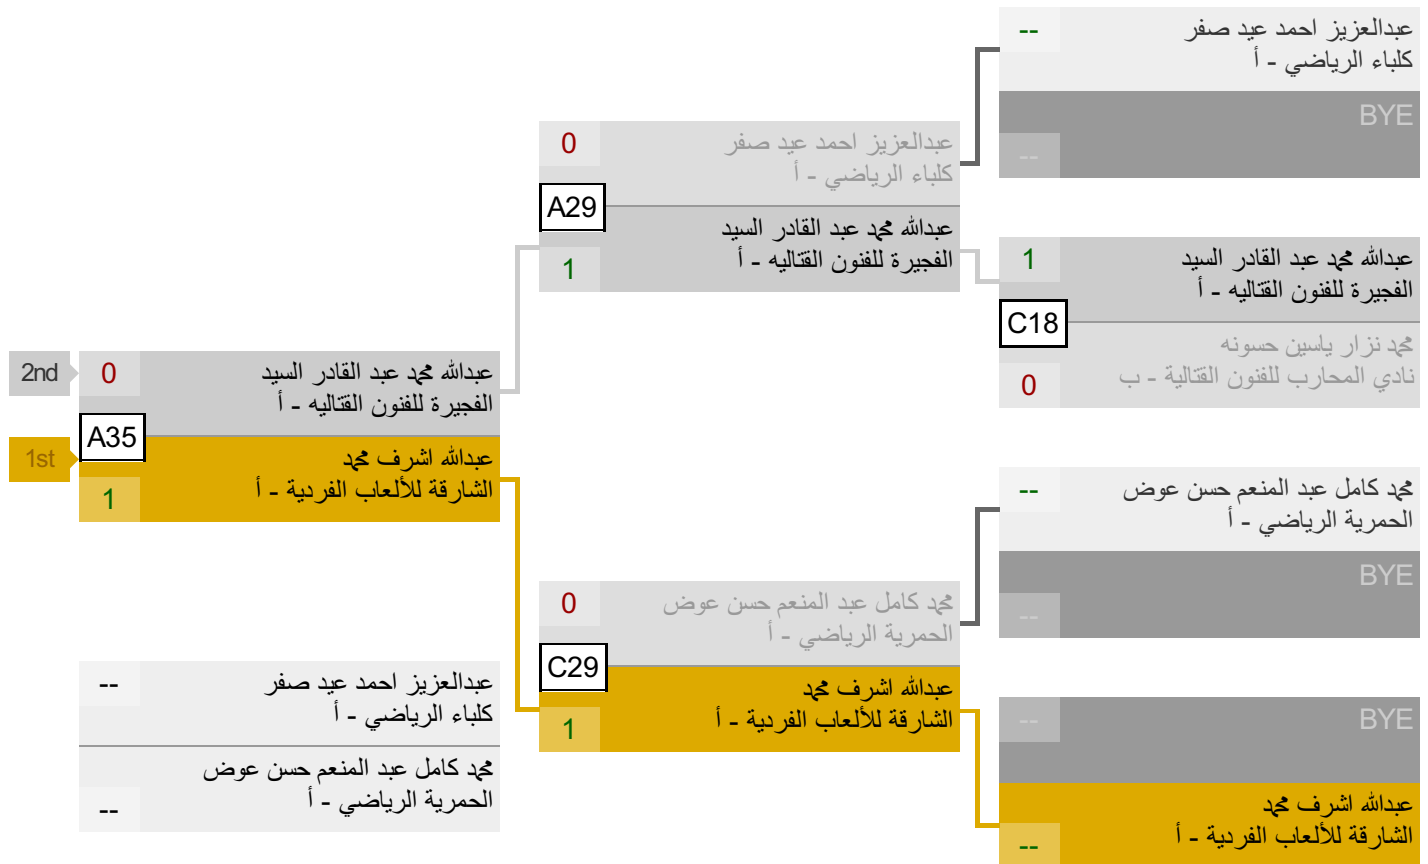 --
عبدالعزيز احمد عيد صفر
كلباء الرياضي - أ
BYE
--
1
عبدالله محمد عبد القادر السيد
الفجيرة للفنون القتاليه - أ
C18
محمد نزار ياسين حسونه
نادي المحارب للفنون القتالية - ب
0
--
محمد كامل عبد المنعم حسن عوض
الحمرية الرياضي - أ
BYE
--
BYE
--
عبدالله اشرف محمد
الشارقة للألعاب الفردية - أ
--
0
عبدالعزيز احمد عيد صفر
كلباء الرياضي - أ
A29
عبدالله محمد عبد القادر السيد
الفجيرة للفنون القتاليه - أ
1
0
محمد كامل عبد المنعم حسن عوض
الحمرية الرياضي - أ
C29
عبدالله اشرف محمد
الشارقة للألعاب الفردية - أ
1
2nd
0
عبدالله محمد عبد القادر السيد
الفجيرة للفنون القتاليه - أ
A35
1st
عبدالله اشرف محمد
الشارقة للألعاب الفردية - أ
1
--
عبدالعزيز احمد عيد صفر
كلباء الرياضي - أ
محمد كامل عبد المنعم حسن عوض
الحمرية الرياضي - أ
--